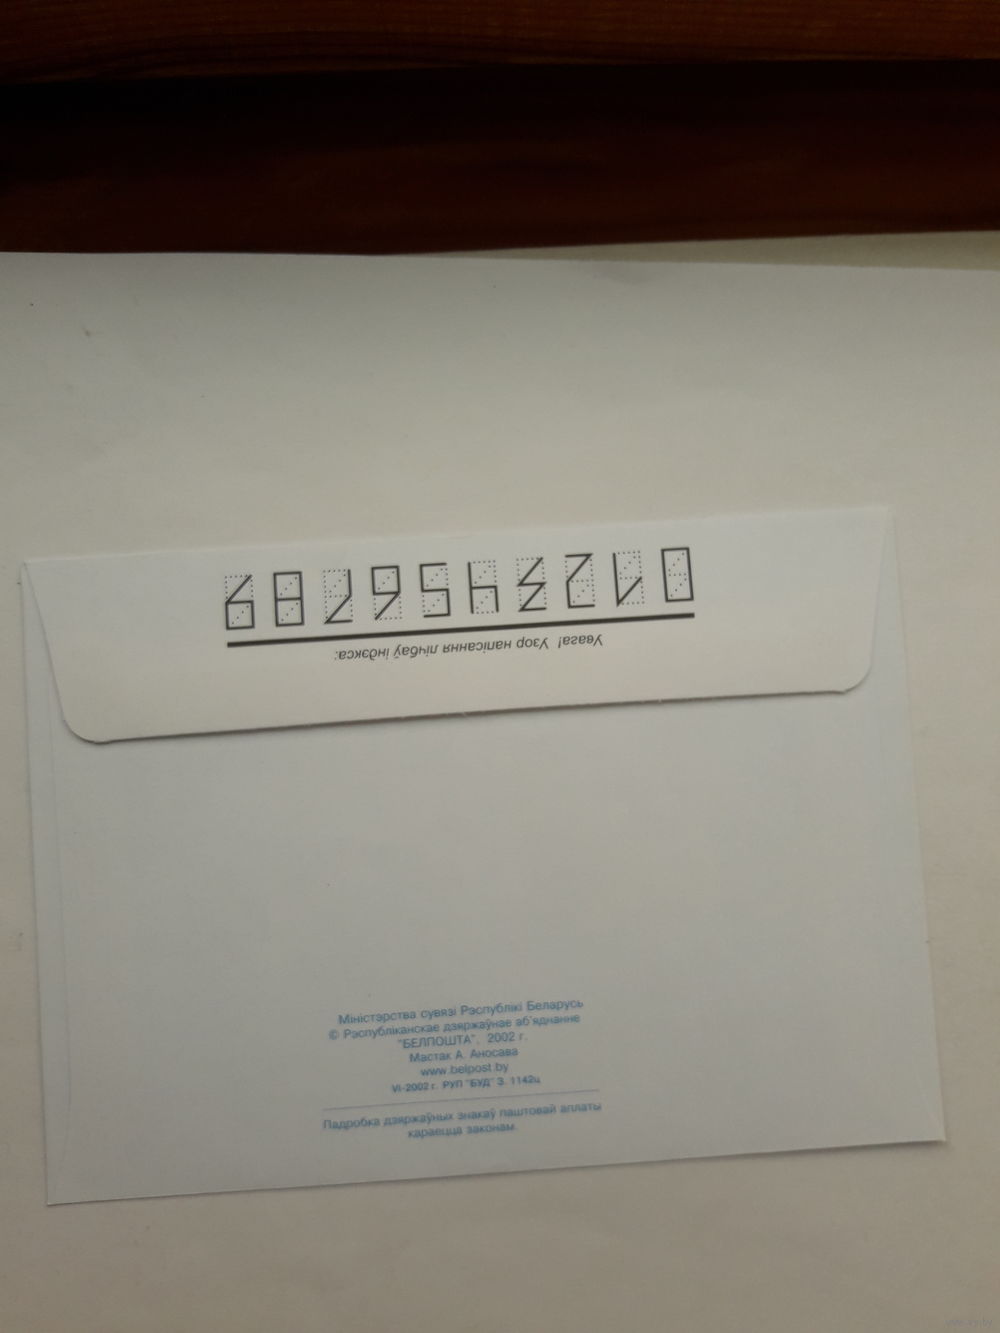 Увага! Узор напісання лічбаў індэкса:
0123456789
Міністэрства сувязі Рэспублікі Беларусь
© Рэспубліканскае дзяржаўнае аб'яднанне
"БЕЛПОШТА", 2002 г.
Мастак А. Аносава
www.belpost.by
VI-2002 г. РУП "БУД" З. 1142ц
Падробка дзяржаўных знакаў паштовай аплаты
караецца законам.